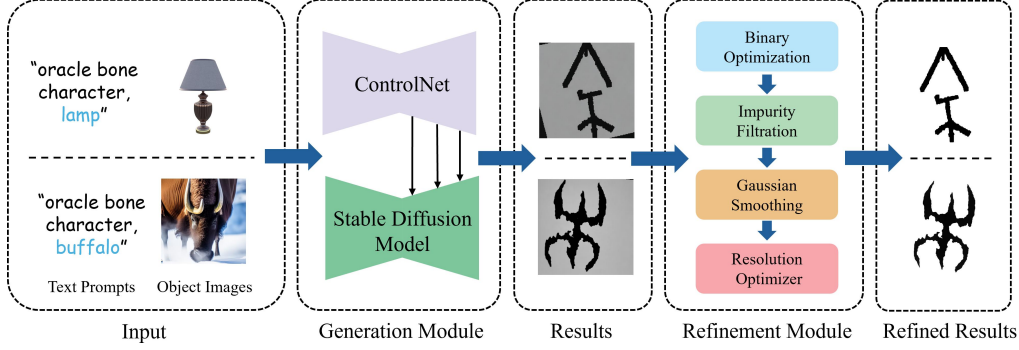 “oracle bone
character,
lamp”
“oracle bone
character,
buffalo”
Text Prompts
Object Images
Input
ControlNet
Stable Diffusion
Model
Generation Module
Results
Binary
Optimization
Impurity
Filtration
Gaussian
Smoothing
Resolution
Optimizer
Refinement Module
Refined Results